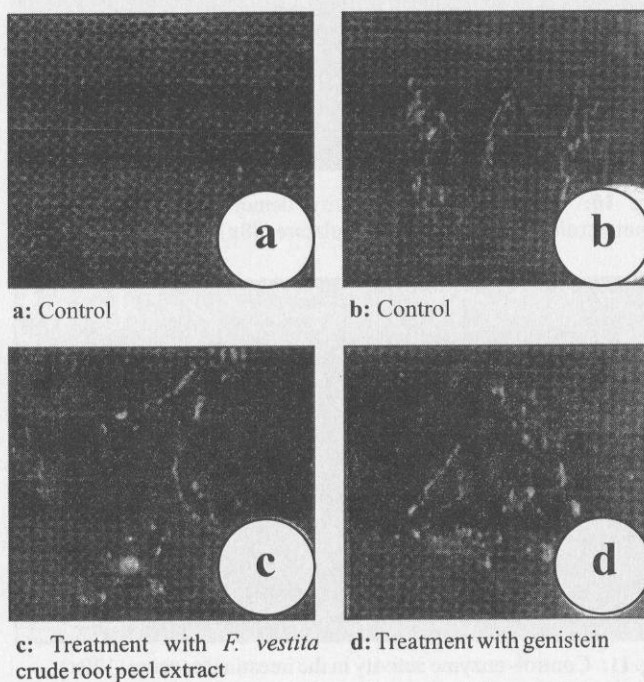 a
b
a: Control
b: Control
c
d
c: Treatment with F. vestita
crude root peel extract
d: Treatment with genistein